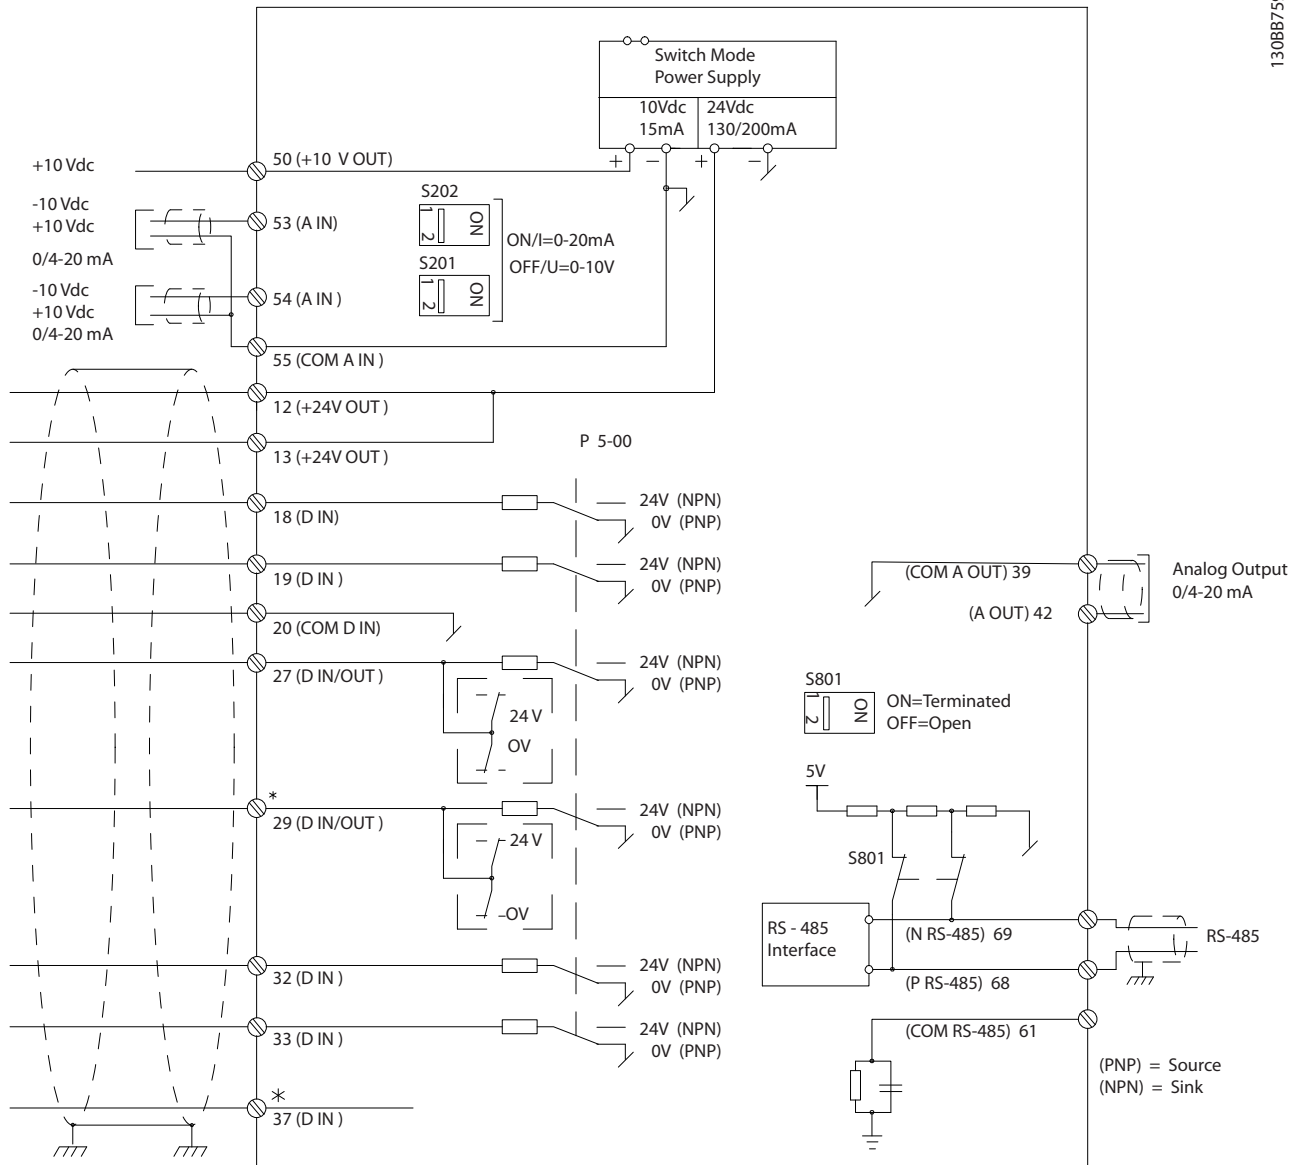 130BB759
Switch Mode
Power Supply
10Vdc
15mA
24Vdc
130/200mA
+ − + −
+10 Vdc
50 (+10 V OUT)
-10 Vdc
+10 Vdc
0/4-20 mA
53 (A IN)
S202
1
2
ON
ON/I=0-20mA
OFF/U=0-10V
S201
1
2
ON
-10 Vdc
+10 Vdc
0/4-20 mA
54 (A IN )
55 (COM A IN )
12 (+24V OUT )
13 (+24V OUT )
P 5-00
18 (D IN)
24V (NPN)
0V (PNP)
19 (D IN )
24V (NPN)
0V (PNP)
20 (COM D IN)
27 (D IN/OUT )
24V (NPN)
0V (PNP)
24 V
OV
*
29 (D IN/OUT )
24V (NPN)
0V (PNP)
24 V
OV
32 (D IN )
24V (NPN)
0V (PNP)
33 (D IN )
24V (NPN)
0V (PNP)
*
37 (D IN )
(COM A OUT) 39
(A OUT) 42
Analog Output
0/4-20 mA
S801
1
2
ON
ON=Terminated
OFF=Open
5V
S801
RS - 485
Interface
(N RS-485) 69
(P RS-485) 68
RS-485
(COM RS-485) 61
(PNP) = Source
(NPN) = Sink